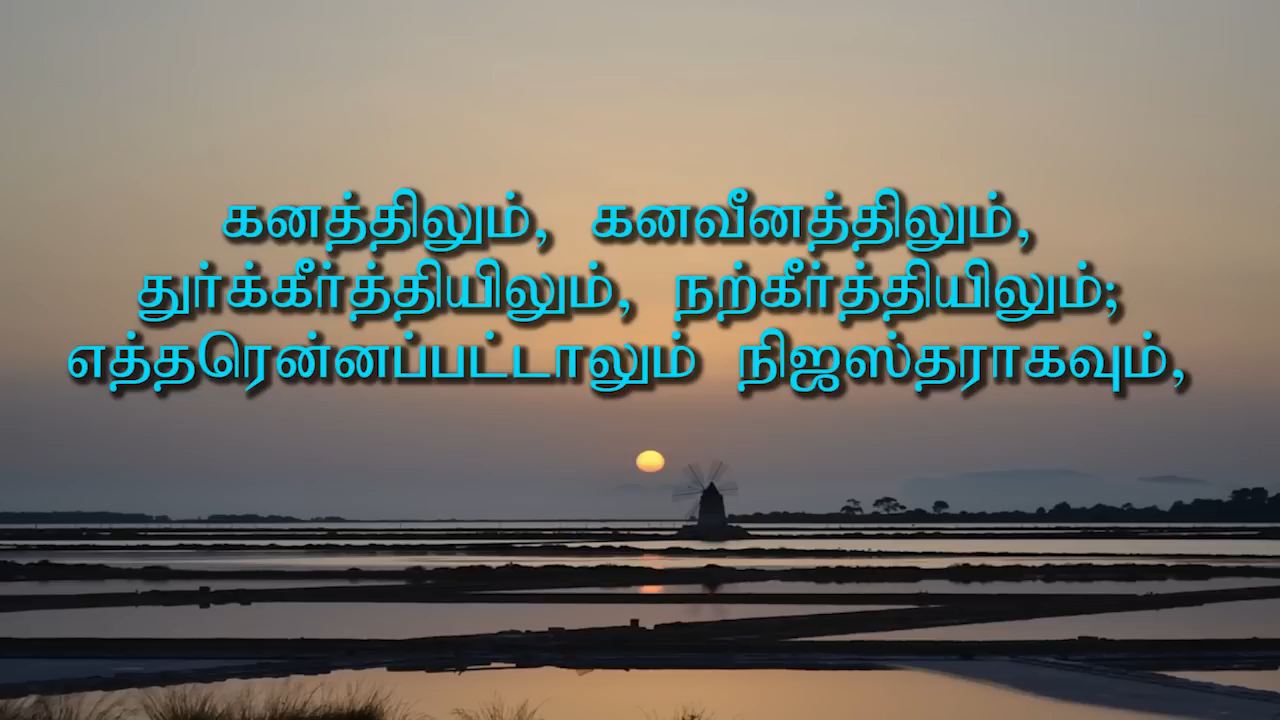 கனத்திலும், கனவீனத்திலும்,
துர்க்கீர்த்தியிலும், நற்கீர்த்தியிலும்;
எத்தரென்னப்பட்டாலும் நிஜஸ்தராகவும்,